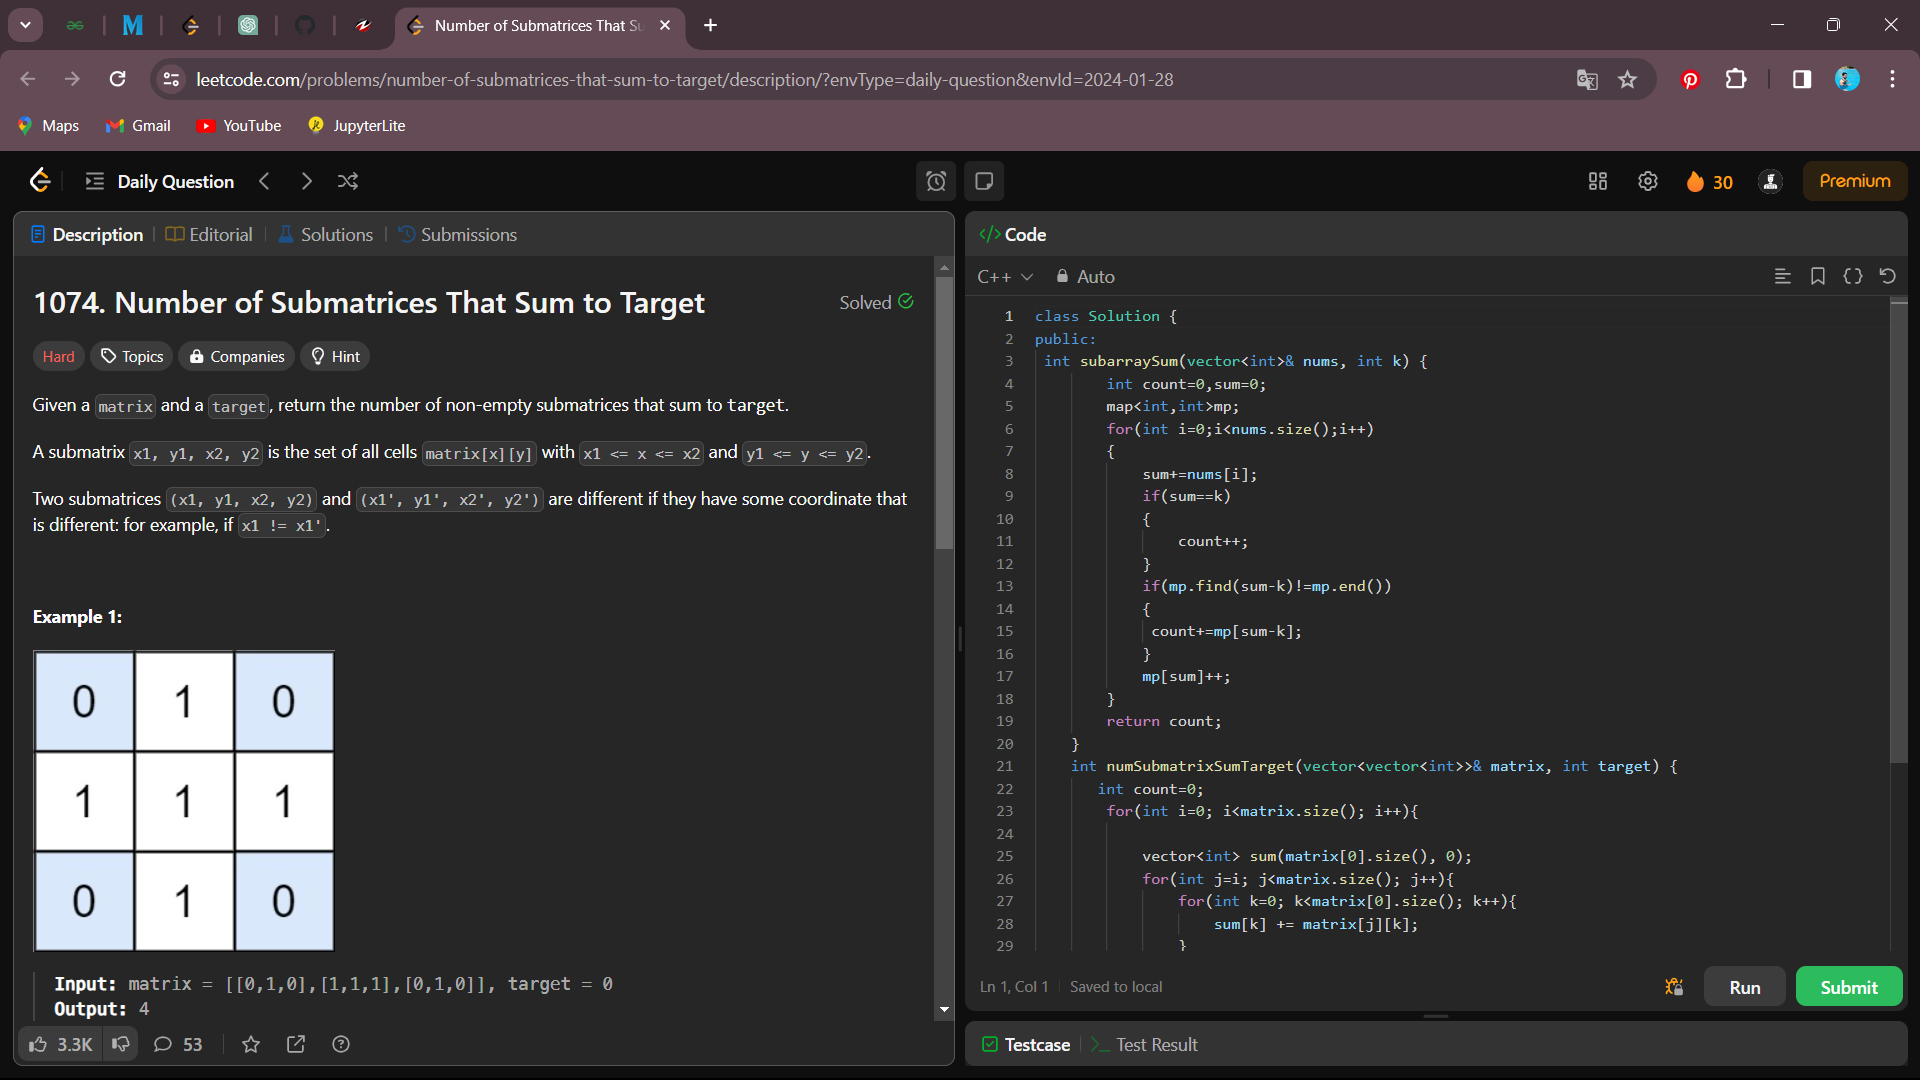 Number of Submatrices That Su
leetcode.com/problems/number-of-submatrices-that-sum-to-target/description/?envType=daily-question&envId=2024-01-28
Maps
Gmail
YouTube
JupyterLite
Daily Question
30
Premium
Description
Editorial
Solutions
Submissions
1074. Number of Submatrices That Sum to Target
Solved
Hard
Topics
Companies
Hint
Given a matrix and a target, return the number of non-empty submatrices that sum to target.
A submatrix x1, y1, x2, y2 is the set of all cells matrix[x][y] with x1 <= x <= x2 and y1 <= y <= y2.
Two submatrices (x1, y1, x2, y2) and (x1', y1', x2', y2') are different if they have some coordinate that
is different: for example, if x1 != x1'.
Example 1:
0 1 0
1 1 1
0 1 0
Input: matrix = [[0,1,0],[1,1,1],[0,1,0]], target = 0
Output: 4
3.3K
53
</> Code
C++
Auto
1 class Solution {
2 public:
3 int subarraySum(vector<int>& nums, int k) {
4 int count=0,sum=0;
5 map<int,int>mp;
6 for(int i=0;i<nums.size();i++)
7 {
8 sum+=nums[i];
9 if(sum==k)
10 {
11 count++;
12 }
13 if(mp.find(sum-k)!=mp.end())
14 {
15 count+=mp[sum-k];
16 }
17 mp[sum]++;
18 }
19 return count;
20 }
21 int numSubmatrixSumTarget(vector<vector<int>>& matrix, int target) {
22 int count=0;
23 for(int i=0; i<matrix.size(); i++){
24
25 vector<int> sum(matrix[0].size(), 0);
26 for(int j=i; j<matrix.size(); j++){
27 for(int k=0; k<matrix[0].size(); k++){
28 sum[k] += matrix[j][k];
29 }
Ln 1, Col 1
Saved to local
Run
Submit
Testcase
Test Result